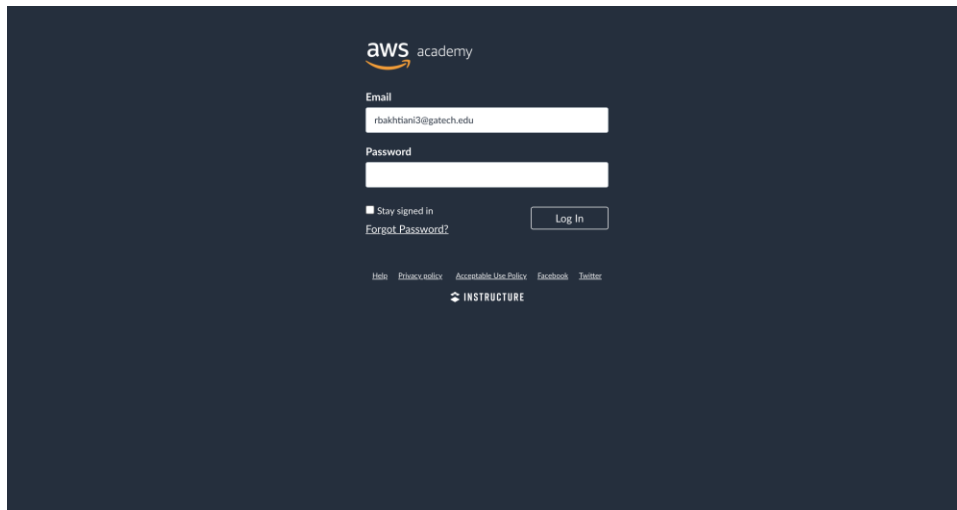 aws academy
Email
rbakhtiani3@gatech.edu
Password
Stay signed in
Log In
Forgot Password?
Help Privacy policy Acceptable Use Policy Facebook Twitter
INSTRUCTURE